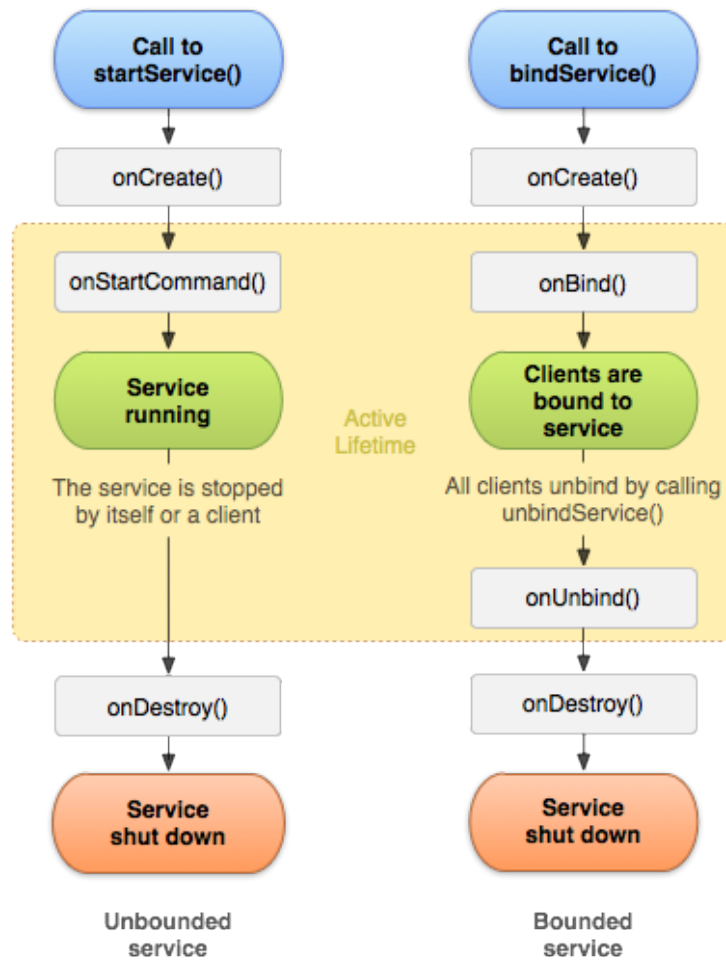 Call to
startService()
onCreate()
onStartCommand()
Service
running
The service is stopped
by itself or a client
onDestroy()
Service
shut down
Unbounded
service
Active
Lifetime
Call to
bindService()
onCreate()
onBind()
Clients are
bound to
service
All clients unbind by calling
unbindService()
onUnbind()
onDestroy()
Service
shut down
Bounded
service